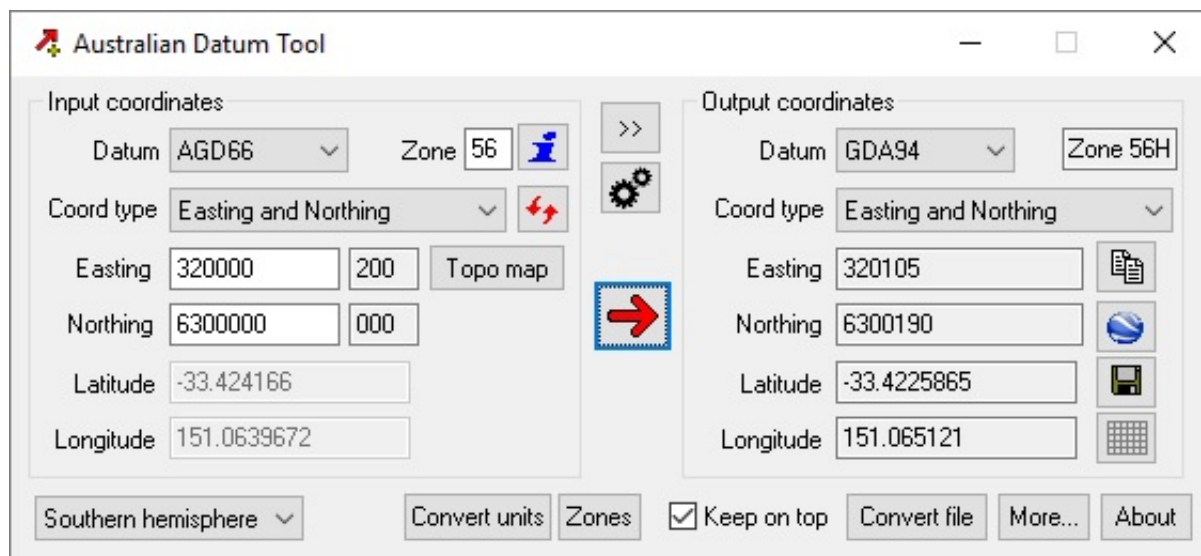 Australian Datum Tool
Input coordinates
Datum AGD66 Zone 56
Coord type Easting and Northing
Easting 320000 200 Topo map
Northing 6300000 000
Latitude -33.424166
Longitude 151.0639672
>>
Output coordinates
Datum GDA94 Zone 56H
Coord type Easting and Northing
Easting 320105
Northing 6300190
Latitude -33.4225865
Longitude 151.065121
Southern hemisphere Convert units Zones Keep on top Convert file More... About